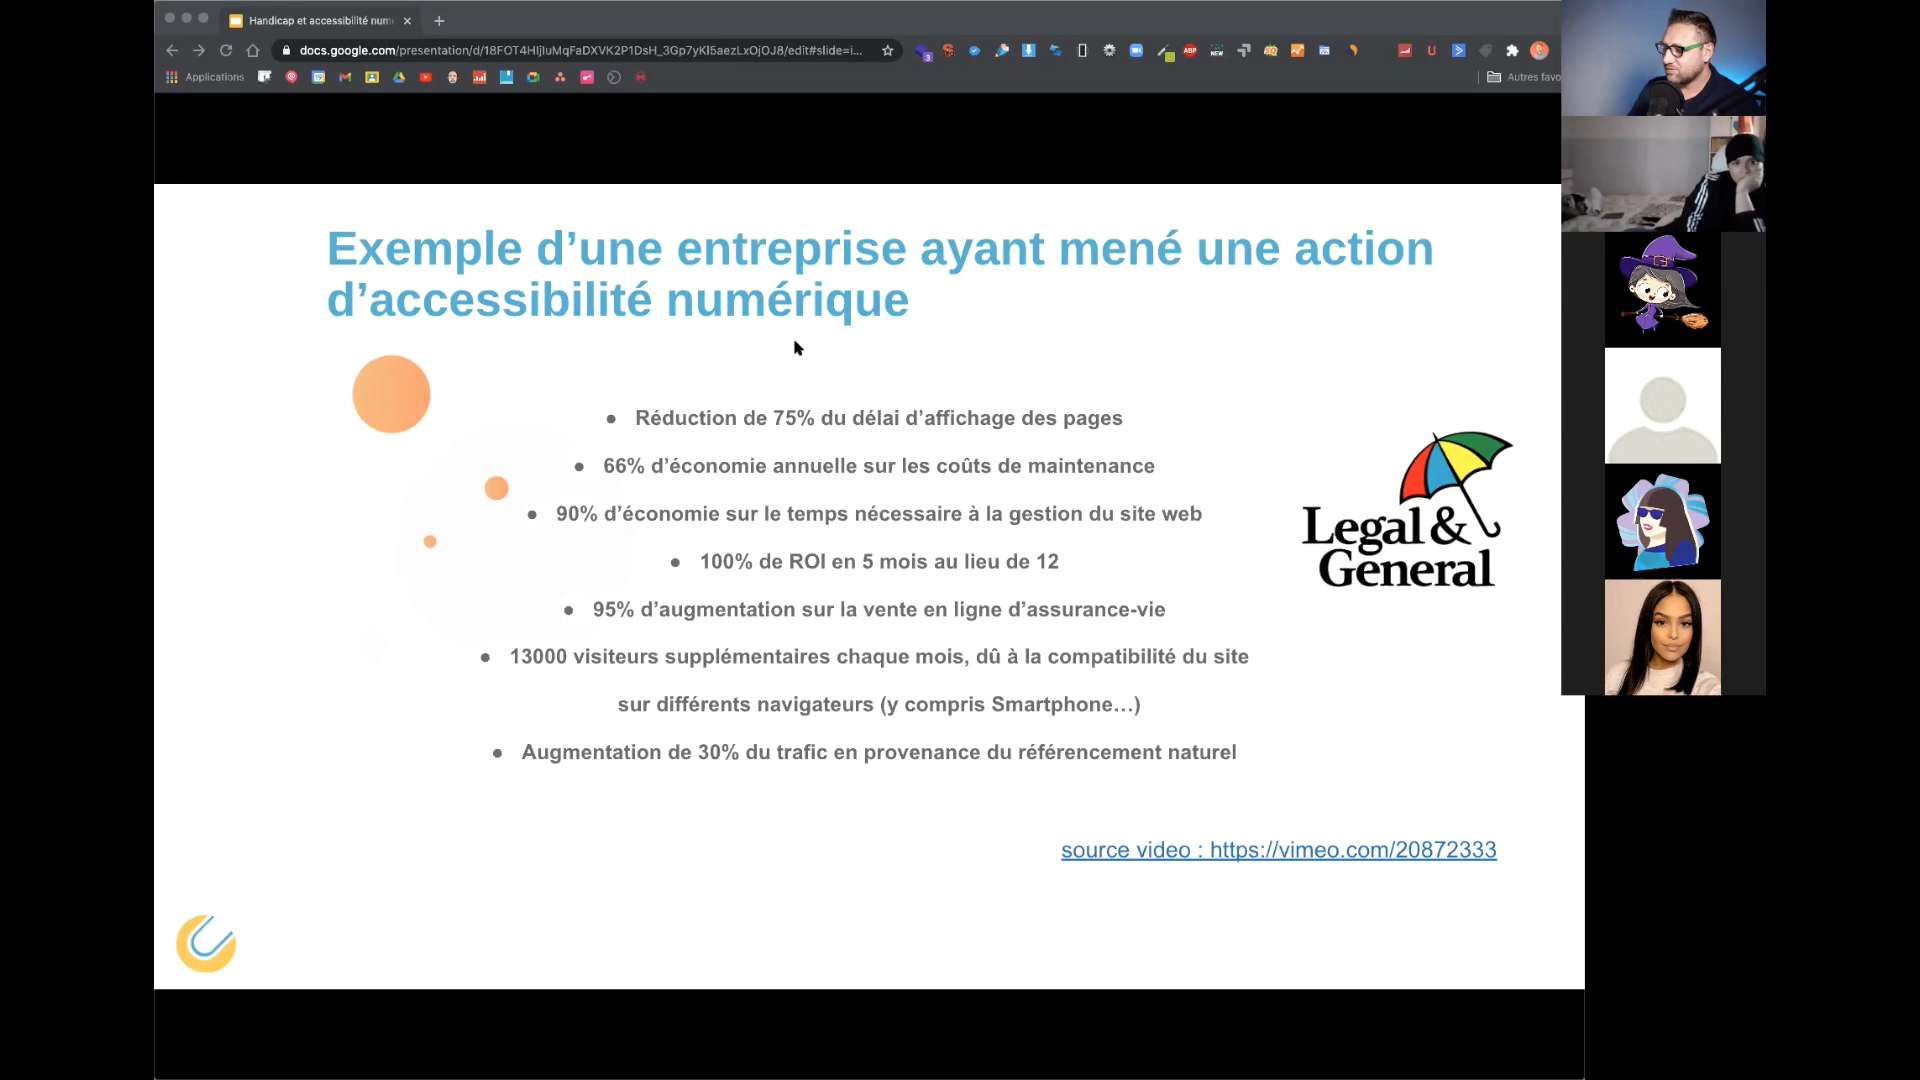 Handicap et accessibilité num
docs.google.com/presentation/d/18FOT4HIjIuMqFaDXVK2P1DsH_3Gp7yKI5aezLxOjOJ8/edit#slide=i...
Applications
Autres favo
Exemple d’une entreprise ayant mené une action
d’accessibilité numérique
● Réduction de 75% du délai d’affichage des pages
● 66% d’économie annuelle sur les coûts de maintenance
● 90% d’économie sur le temps nécessaire à la gestion du site web
● 100% de ROI en 5 mois au lieu de 12
● 95% d’augmentation sur la vente en ligne d’assurance-vie
● 13000 visiteurs supplémentaires chaque mois, dû à la compatibilité du site
sur différents navigateurs (y compris Smartphone…)
● Augmentation de 30% du trafic en provenance du référencement naturel
Legal &
General
source video : https://vimeo.com/20872333